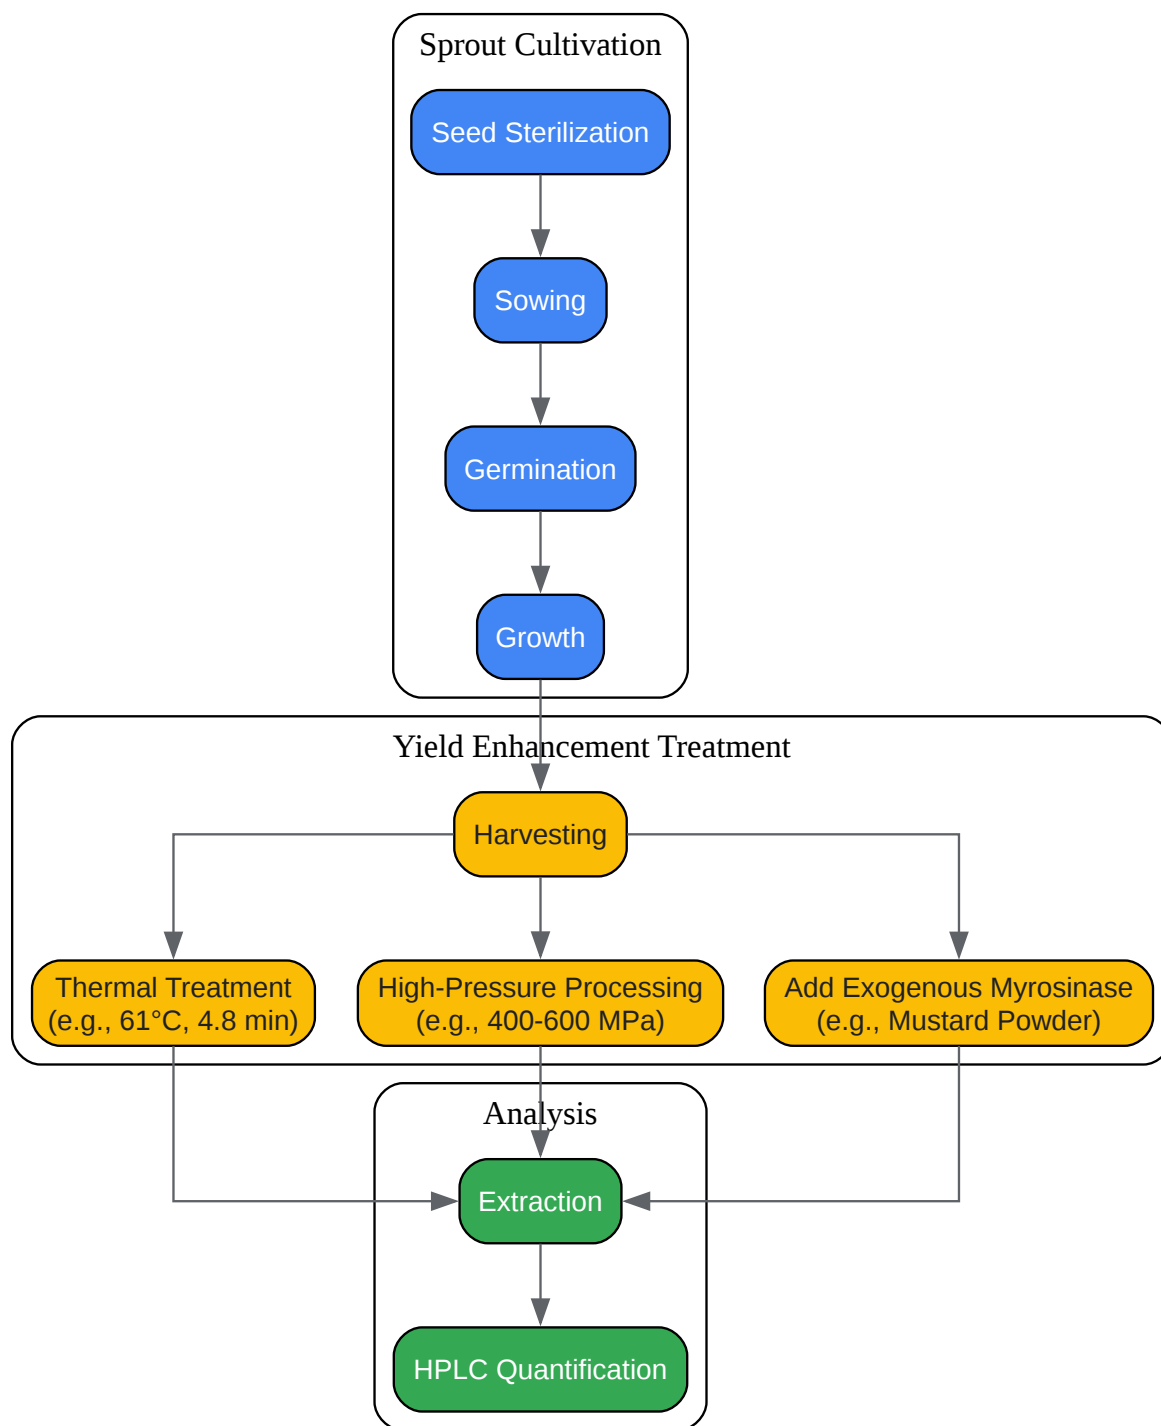 Sprout Cultivation
Seed Sterilization
Sowing
Germination
Growth
Yield Enhancement Treatment
Harvesting
Thermal Treatment
(e.g., 61°C, 4.8 min)
High-Pressure Processing
(e.g., 400-600 MPa)
Add Exogenous Myrosinase
(e.g., Mustard Powder)
Analysis
Extraction
HPLC Quantification